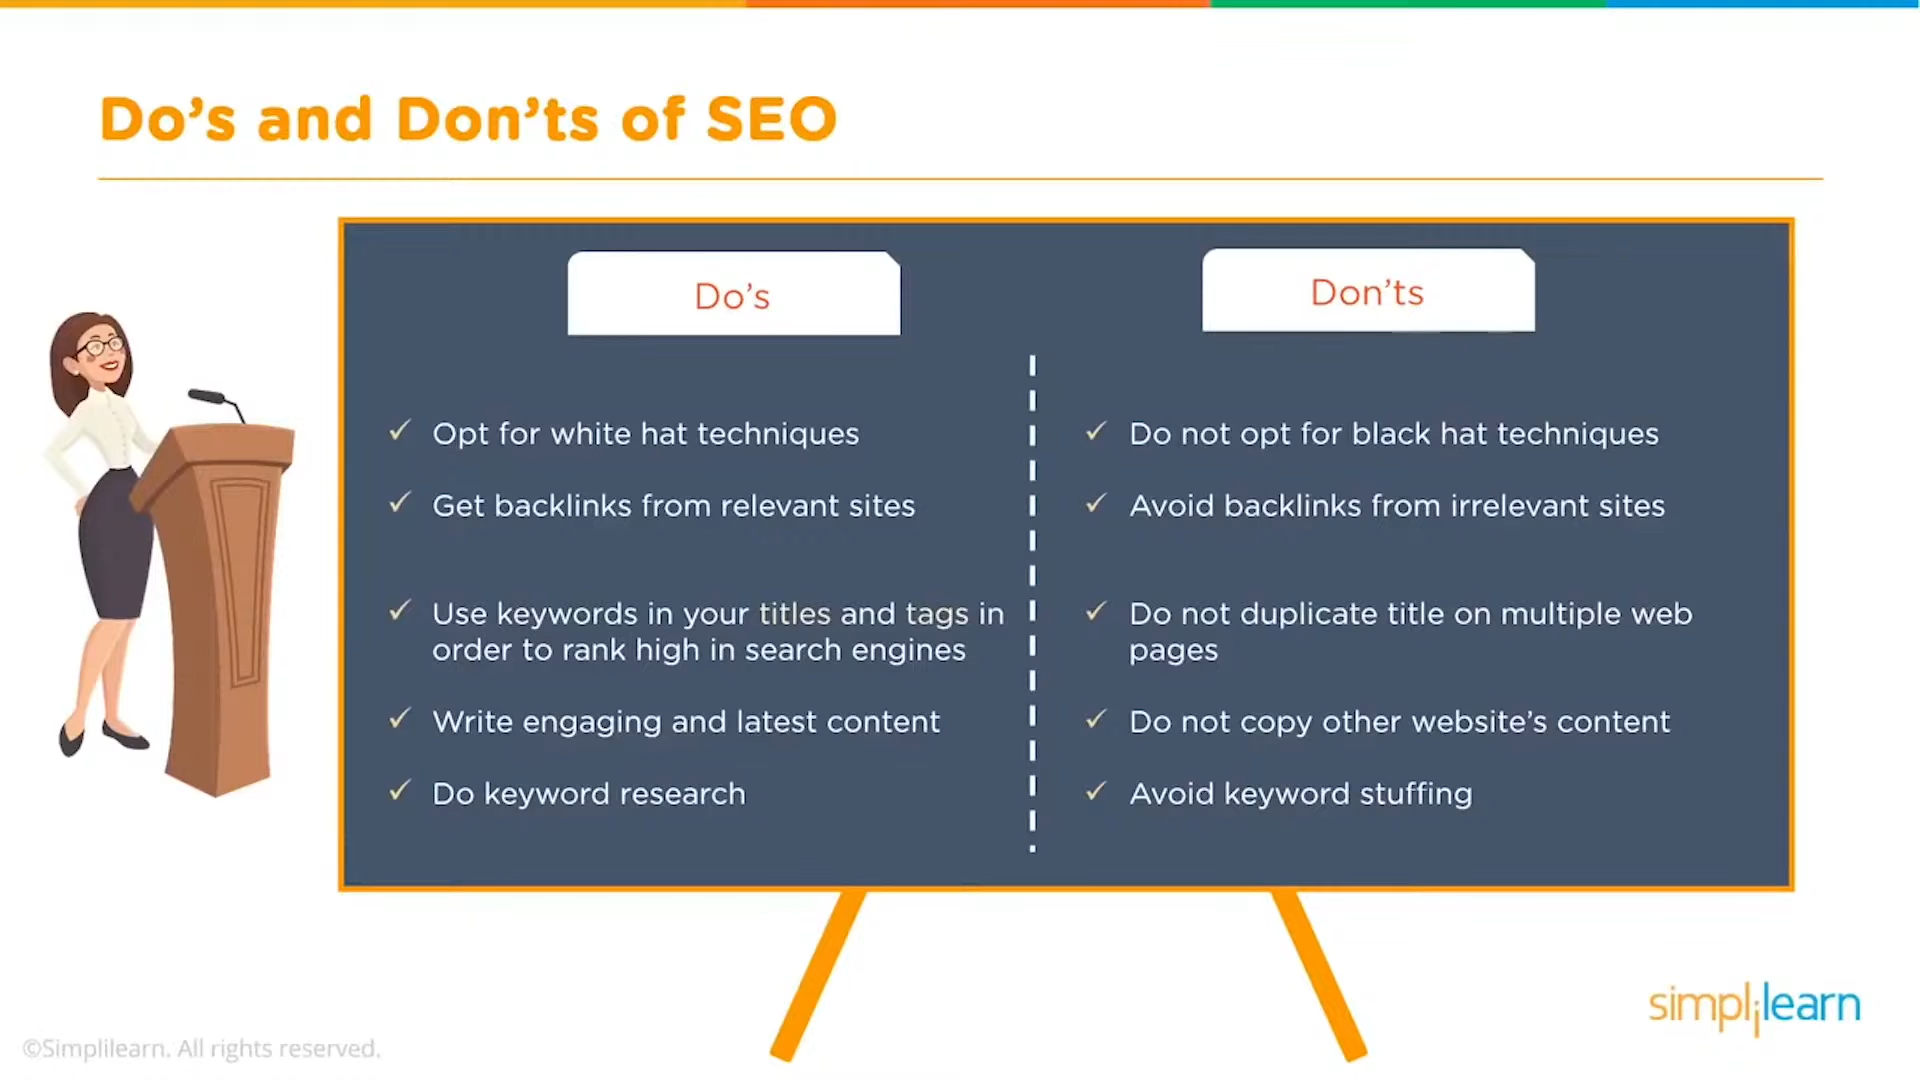 Do’s and Don’ts of SEO
Do’s
Opt for white hat techniques
Get backlinks from relevant sites
Use keywords in your titles and tags in
order to rank high in search engines
Write engaging and latest content
Do keyword research
Don’ts
Do not opt for black hat techniques
Avoid backlinks from irrelevant sites
Do not duplicate title on multiple web
pages
Do not copy other website’s content
Avoid keyword stuffing
simplilearn
©Simplilearn. All rights reserved.